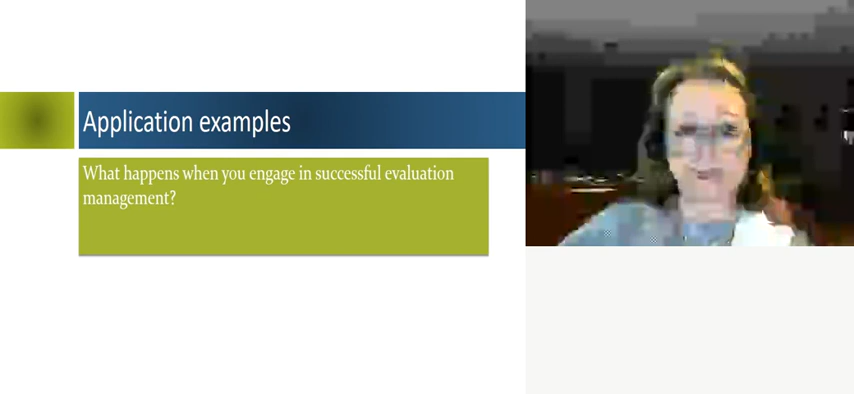 Application examples
What happens when you engage in successful evaluation
management?